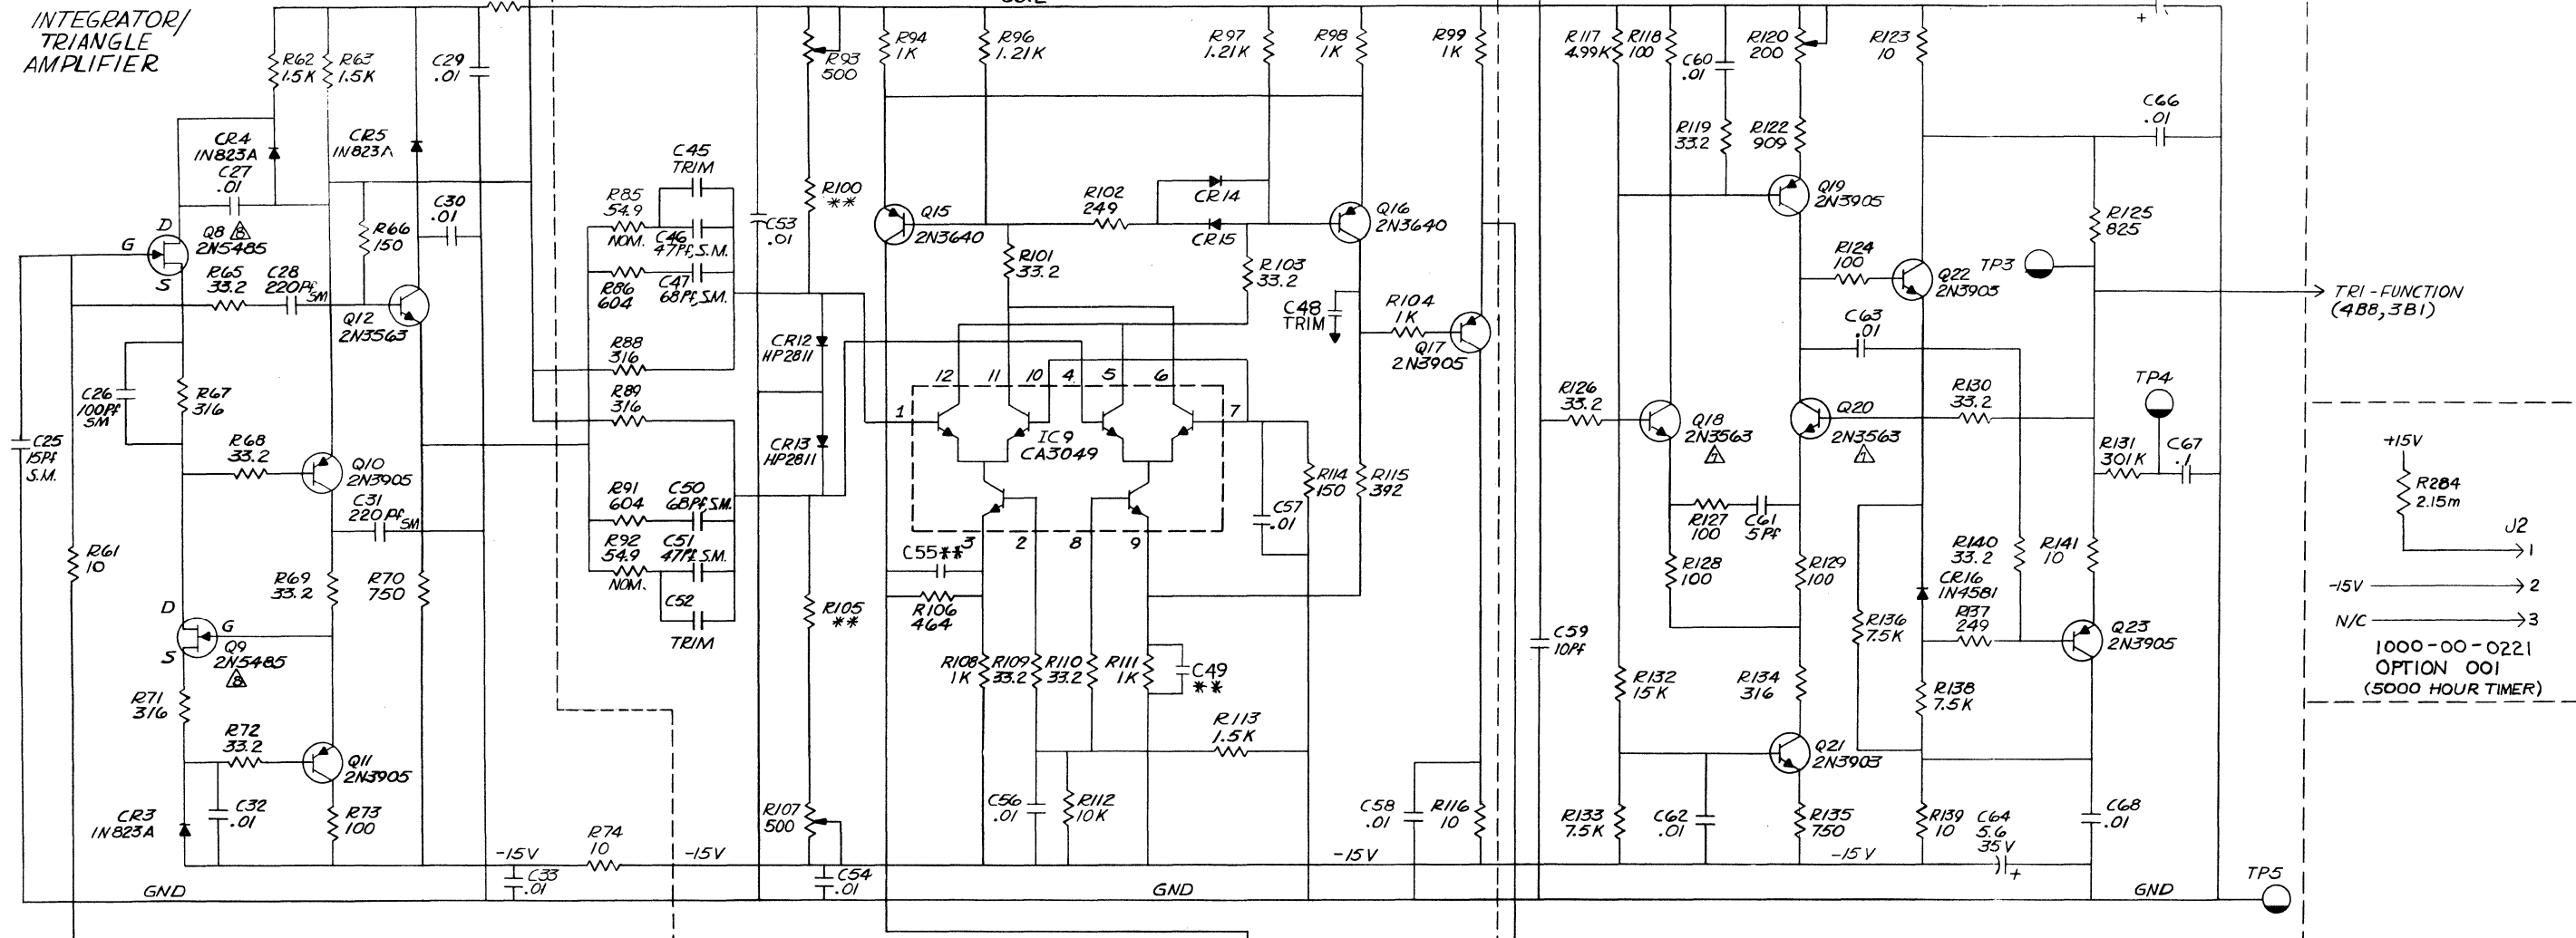 INTEGRATOR/
TRIANGLE
AMPLIFIER
R62
1.5K
R63
1.5K
C29
.01
CR4
1N823A
C27
.01
CR5
1N823A
C30
.01
D
G
S
Q8 8
2N5485
R66
150
R65
33.2
C28
220Pf
SM
Q12
2N3563
C26
100Pf
SM
R67
316
C25
15Pf
S.M.
R68
33.2
Q10
2N3905
C31
220Pf
SM
R61
10
R69
33.2
R70
750
D
G
S
Q9
2N5485
8
R71
316
R72
33.2
Q11
2N3905
CR3
1N823A
C32
.01
R73
100
GND
-15V
C33
.01
R74
10
-15V
R85
54.9
NOM.
C45
TRIM
C46
47Pf, S.M.
R86
604
C47
68Pf, S.M.
R88
316
R89
316
R91
604
C50
68Pf, S.M.
R92
54.9
NOM.
C51
47Pf S.M.
C52
TRIM
R93
500
R100
**
C53
.01
CR12
HP2811
CR13
HP2811
R105
**
R107
500
C54
.01
R94
1K
R96
1.21K
R97
1.21K
R98
1K
R99
1K
Q15
2N3640
R102
249
CR14
CR15
Q16
2N3640
R101
33.2
R103
33.2
C48
TRIM
R104
1K
Q17
2N3905
12 11 10 4 5 6
1
7
IC9
CA3049
3 2 8 9
C55**
R106
464
R114
150
R115
392
C57
.01
R108
1K
R109
33.2
R110
33.2
R111
1K
C49
**
R113
1.5K
C56
.01
R112
10K
C58
.01
R116
10
-15V
GND
R117
4.99K
R118
100
C60
.01
R120
200
R123
10
+
R119
33.2
R122
909
C66
.01
Q19
2N3905
R125
825
R124
100
Q22
2N3905
TP3
TRI-FUNCTION
(4B8, 3B1)
C63
.01
R126
33.2
Q18
2N3563
7
Q20
2N3563
7
R130
33.2
TP4
R131
301K
C67
.1
R127
100
C61
5Pf
R128
100
R129
100
R140
33.2
R141
10
CR16
1N4581
C59
10Pf
R136
7.5K
R137
249
Q23
2N3905
R132
15K
R134
316
R138
7.5K
Q21
2N3903
R133
7.5K
C62
.01
R135
750
R139
10
C64
5.6
35V
+
C68
.01
-15V
GND
TP5
+15V
R284
2.15m
J2
1
-15V 2
N/C 3
1000-00-0221
OPTION 001
(5000 HOUR TIMER)